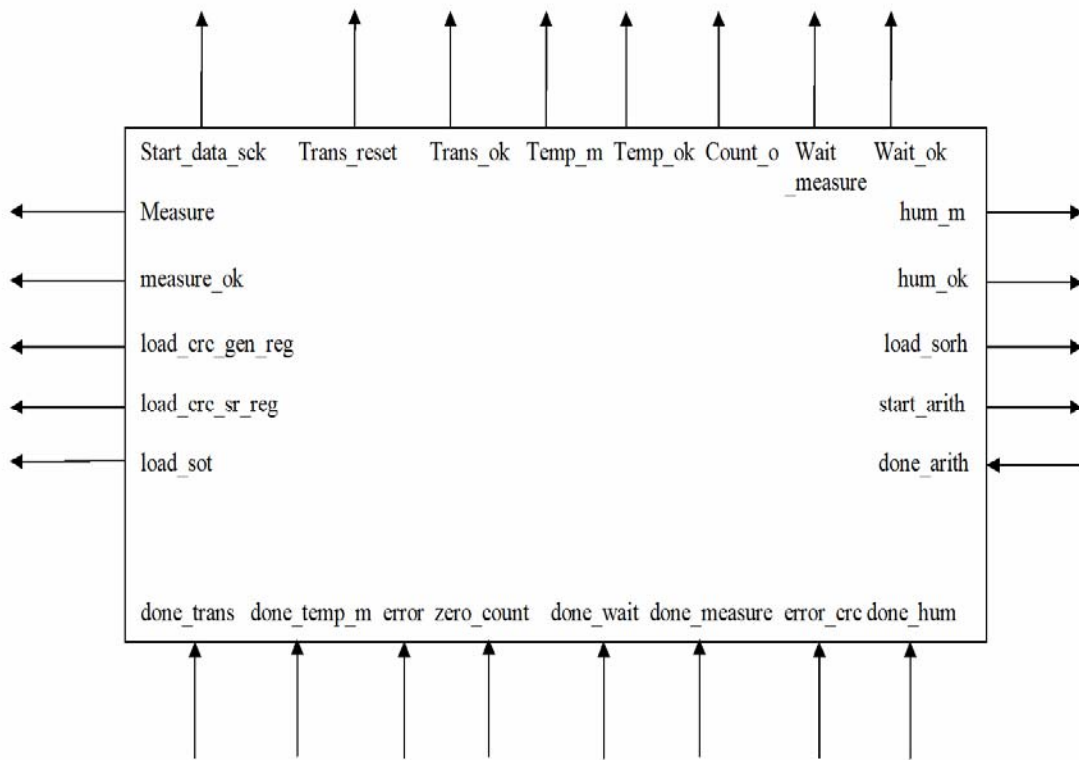 Start_data_sck Trans_reset Trans_ok Temp_m Temp_ok Count_o Wait Wait_ok
_measure
Measure hum_m
measure_ok hum_ok
load_crc_gen_reg load_sorh
load_crc_sr_reg start_arith
load_sot done_arith
done_trans done_temp_m error zero_count done_wait done_measure error_crc done_hum